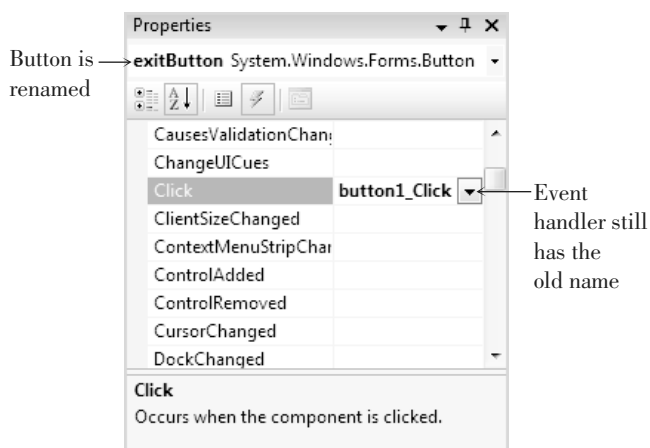 Properties
Button is renamed
exitButton System.Windows.Forms.Button
A Z
CausesValidationChan
ChangeUICues
Click button1_Click
Event handler still has the old name
ClientSizeChanged
ContextMenuStripChar
ControlAdded
ControlRemoved
CursorChanged
DockChanged
Click
Occurs when the component is clicked.